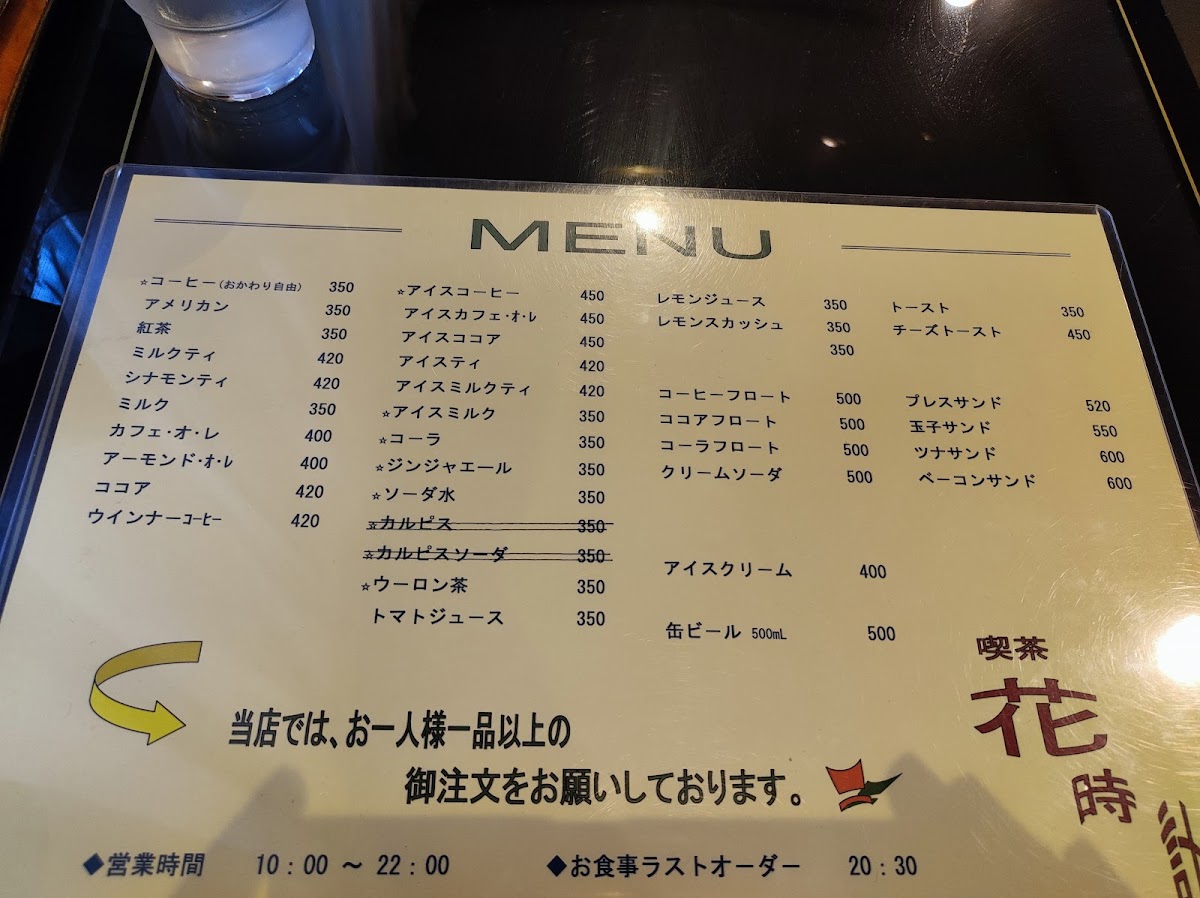 MENU
☆コーヒー(おかわり自由) 350
アメリカン 350
紅茶 350
ミルクティ 420
シナモンティ 420
ミルク 350
カフェ・オ・レ 400
アーモンド・オ・レ 400
ココア 420
ウインナーコーヒー 420
☆アイスコーヒー 450
アイスカフェ・オ・レ 450
アイスココア 450
アイスティ 420
アイスミルクティ 420
☆アイスミルク 350
☆コーラ 350
☆ジンジャエール 350
☆ソーダ水 350
☆カルピス 350
☆カルピスソーダ 350
☆ウーロン茶 350
トマトジュース 350
レモンジュース 350
レモンスカッシュ 350
350
コーヒーフロート 500
ココアフロート 500
コーラフロート 500
クリームソーダ 500
アイスクリーム 400
缶ビール 500mL 500
トースト 350
チーズトースト 450
プレスサンド 520
玉子サンド 550
ツナサンド 600
ベーコンサンド 600
当店では、お一人様一品以上の
御注文をお願いしております。
喫茶
花
時
◆営業時間 10:00 ～ 22:00 ◆お食事ラストオーダー 20:30